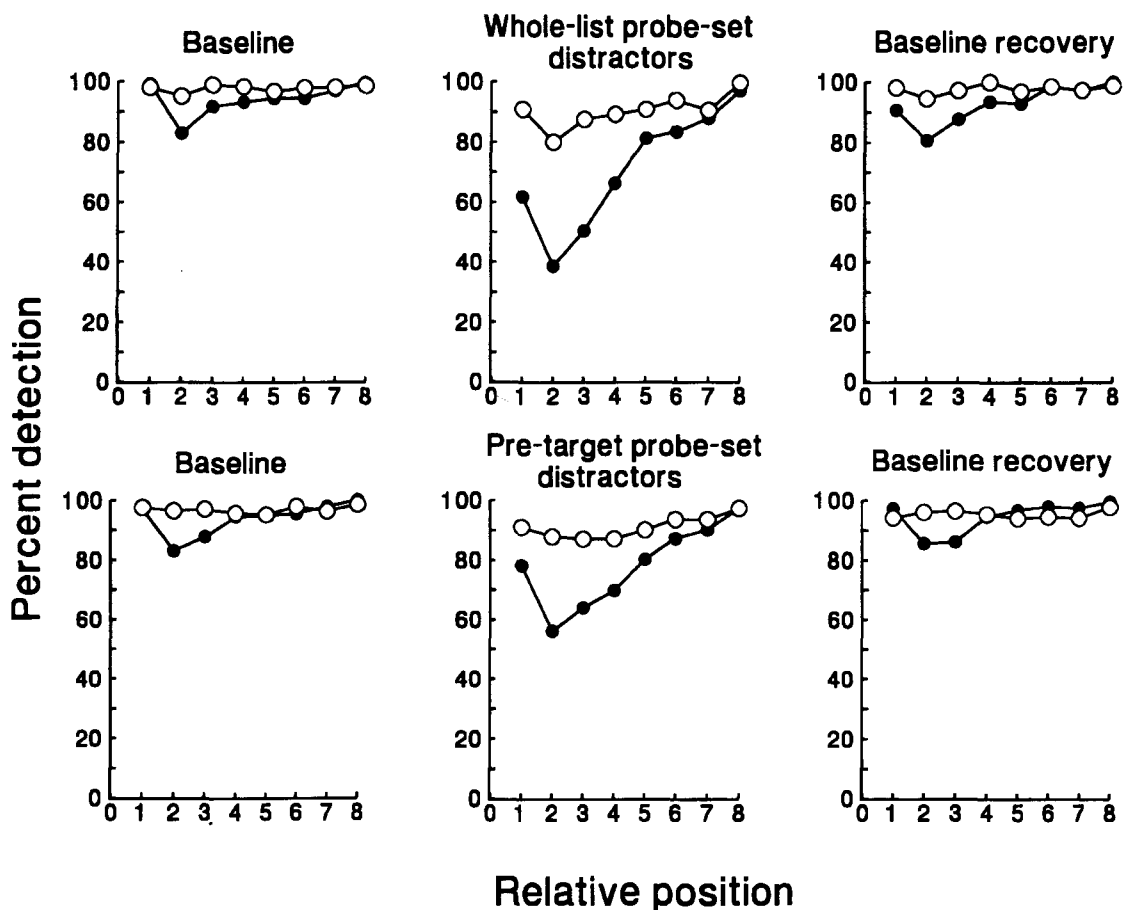 Baseline
Whole-list probe-set
distractors
Baseline recovery
100
80
60
40
20
0
0 1 2 3 4 5 6 7 8
100
80
60
40
20
0
0 1 2 3 4 5 6 7 8
100
80
60
40
20
0
0 1 2 3 4 5 6 7 8
Percent detection
Baseline
Pre-target probe-set
distractors
Baseline recovery
100
80
60
40
20
0
0 1 2 3 4 5 6 7 8
100
80
60
40
20
0
0 1 2 3 4 5 6 7 8
100
80
60
40
20
0
0 1 2 3 4 5 6 7 8
Relative position